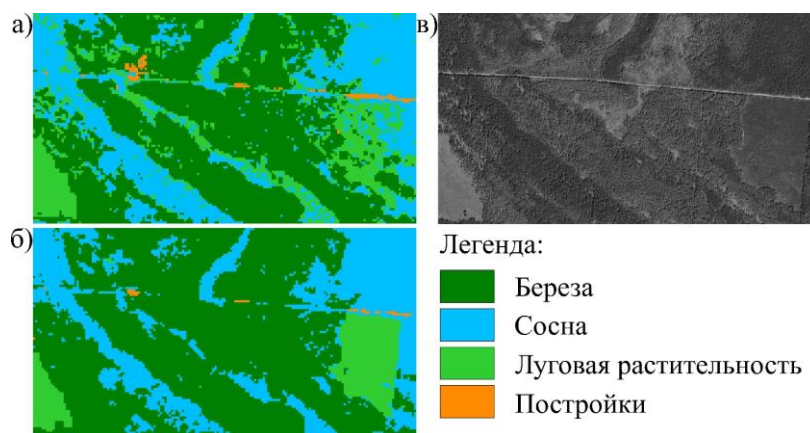 а)
в)
б)
Легенда:
Береза
Сосна
Луговая растительность
Постройки